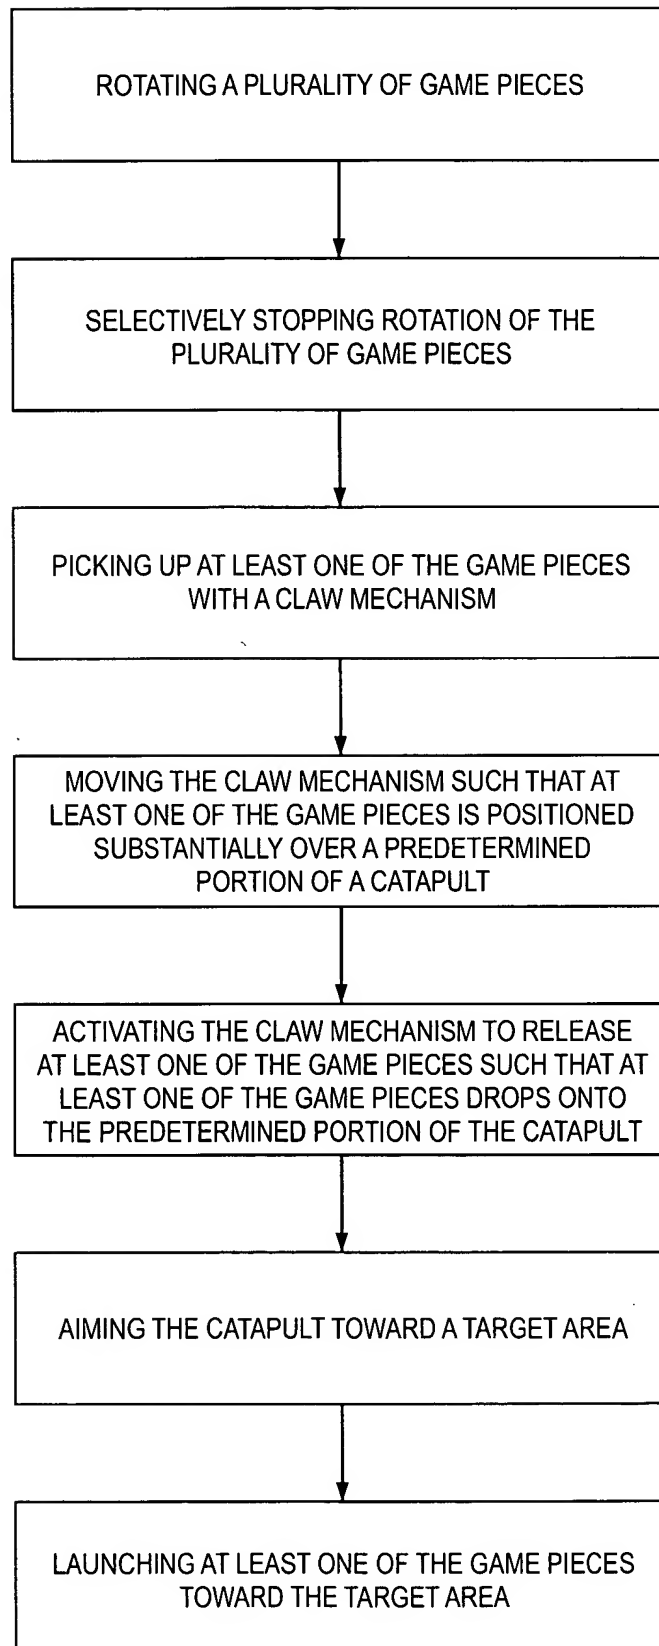 ROTATING A PLURALITY OF GAME PIECES
SELECTIVELY STOPPING ROTATION OF THE
PLURALITY OF GAME PIECES
PICKING UP AT LEAST ONE OF THE GAME PIECES
WITH A CLAW MECHANISM
MOVING THE CLAW MECHANISM SUCH THAT AT
LEAST ONE OF THE GAME PIECES IS POSITIONED
SUBSTANTIALLY OVER A PREDETERMINED
PORTION OF A CATAPULT
ACTIVATING THE CLAW MECHANISM TO RELEASE
AT LEAST ONE OF THE GAME PIECES SUCH THAT AT
LEAST ONE OF THE GAME PIECES DROPS ONTO
THE PREDETERMINED PORTION OF THE CATAPULT
AIMING THE CATAPULT TOWARD A TARGET AREA
LAUNCHING AT LEAST ONE OF THE GAME PIECES
TOWARD THE TARGET AREA